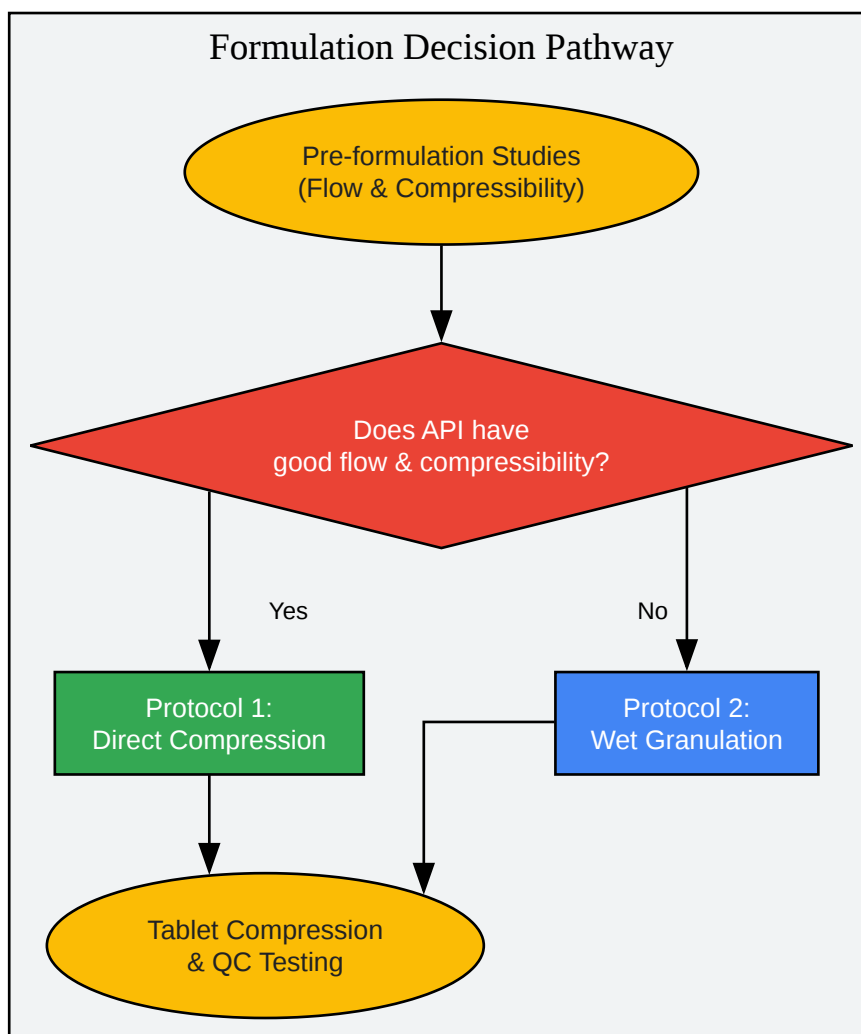 Formulation Decision Pathway
Pre-formulation Studies
(Flow & Compressibility)
Does API have
good flow & compressibility?
Yes
No
Protocol 1:
Direct Compression
Protocol 2:
Wet Granulation
Tablet Compression
& QC Testing